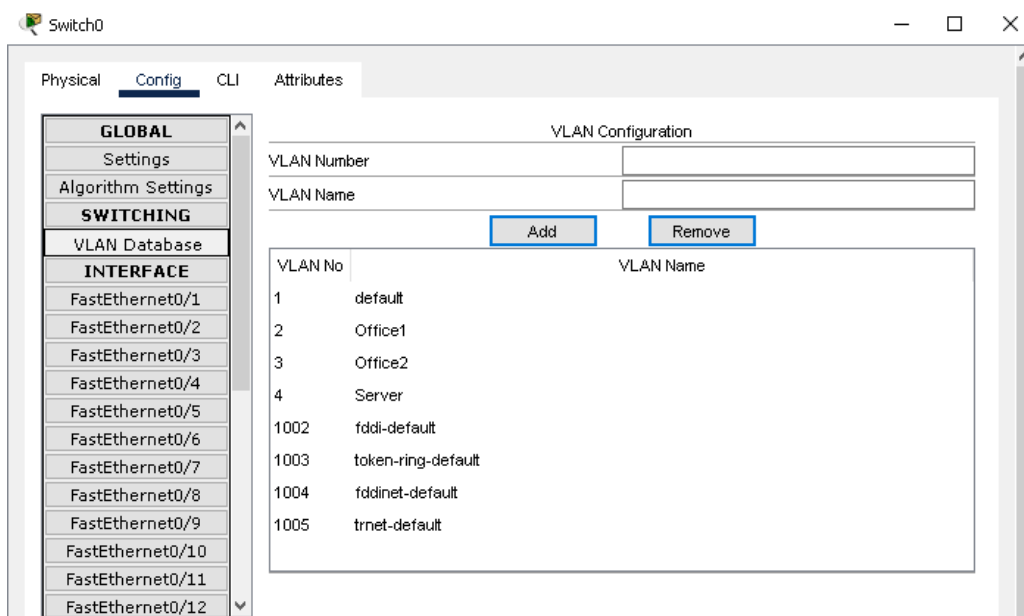 Switch0
Physical Config CLI Attributes
GLOBAL
Settings
Algorithm Settings
SWITCHING
VLAN Database
INTERFACE
FastEthernet0/1
FastEthernet0/2
FastEthernet0/3
FastEthernet0/4
FastEthernet0/5
FastEthernet0/6
FastEthernet0/7
FastEthernet0/8
FastEthernet0/9
FastEthernet0/10
FastEthernet0/11
FastEthernet0/12
VLAN Configuration
VLAN Number
VLAN Name
Add Remove
VLAN No VLAN Name
1 default
2 Office1
3 Office2
4 Server
1002 fddi-default
1003 token-ring-default
1004 fddinet-default
1005 trnet-default